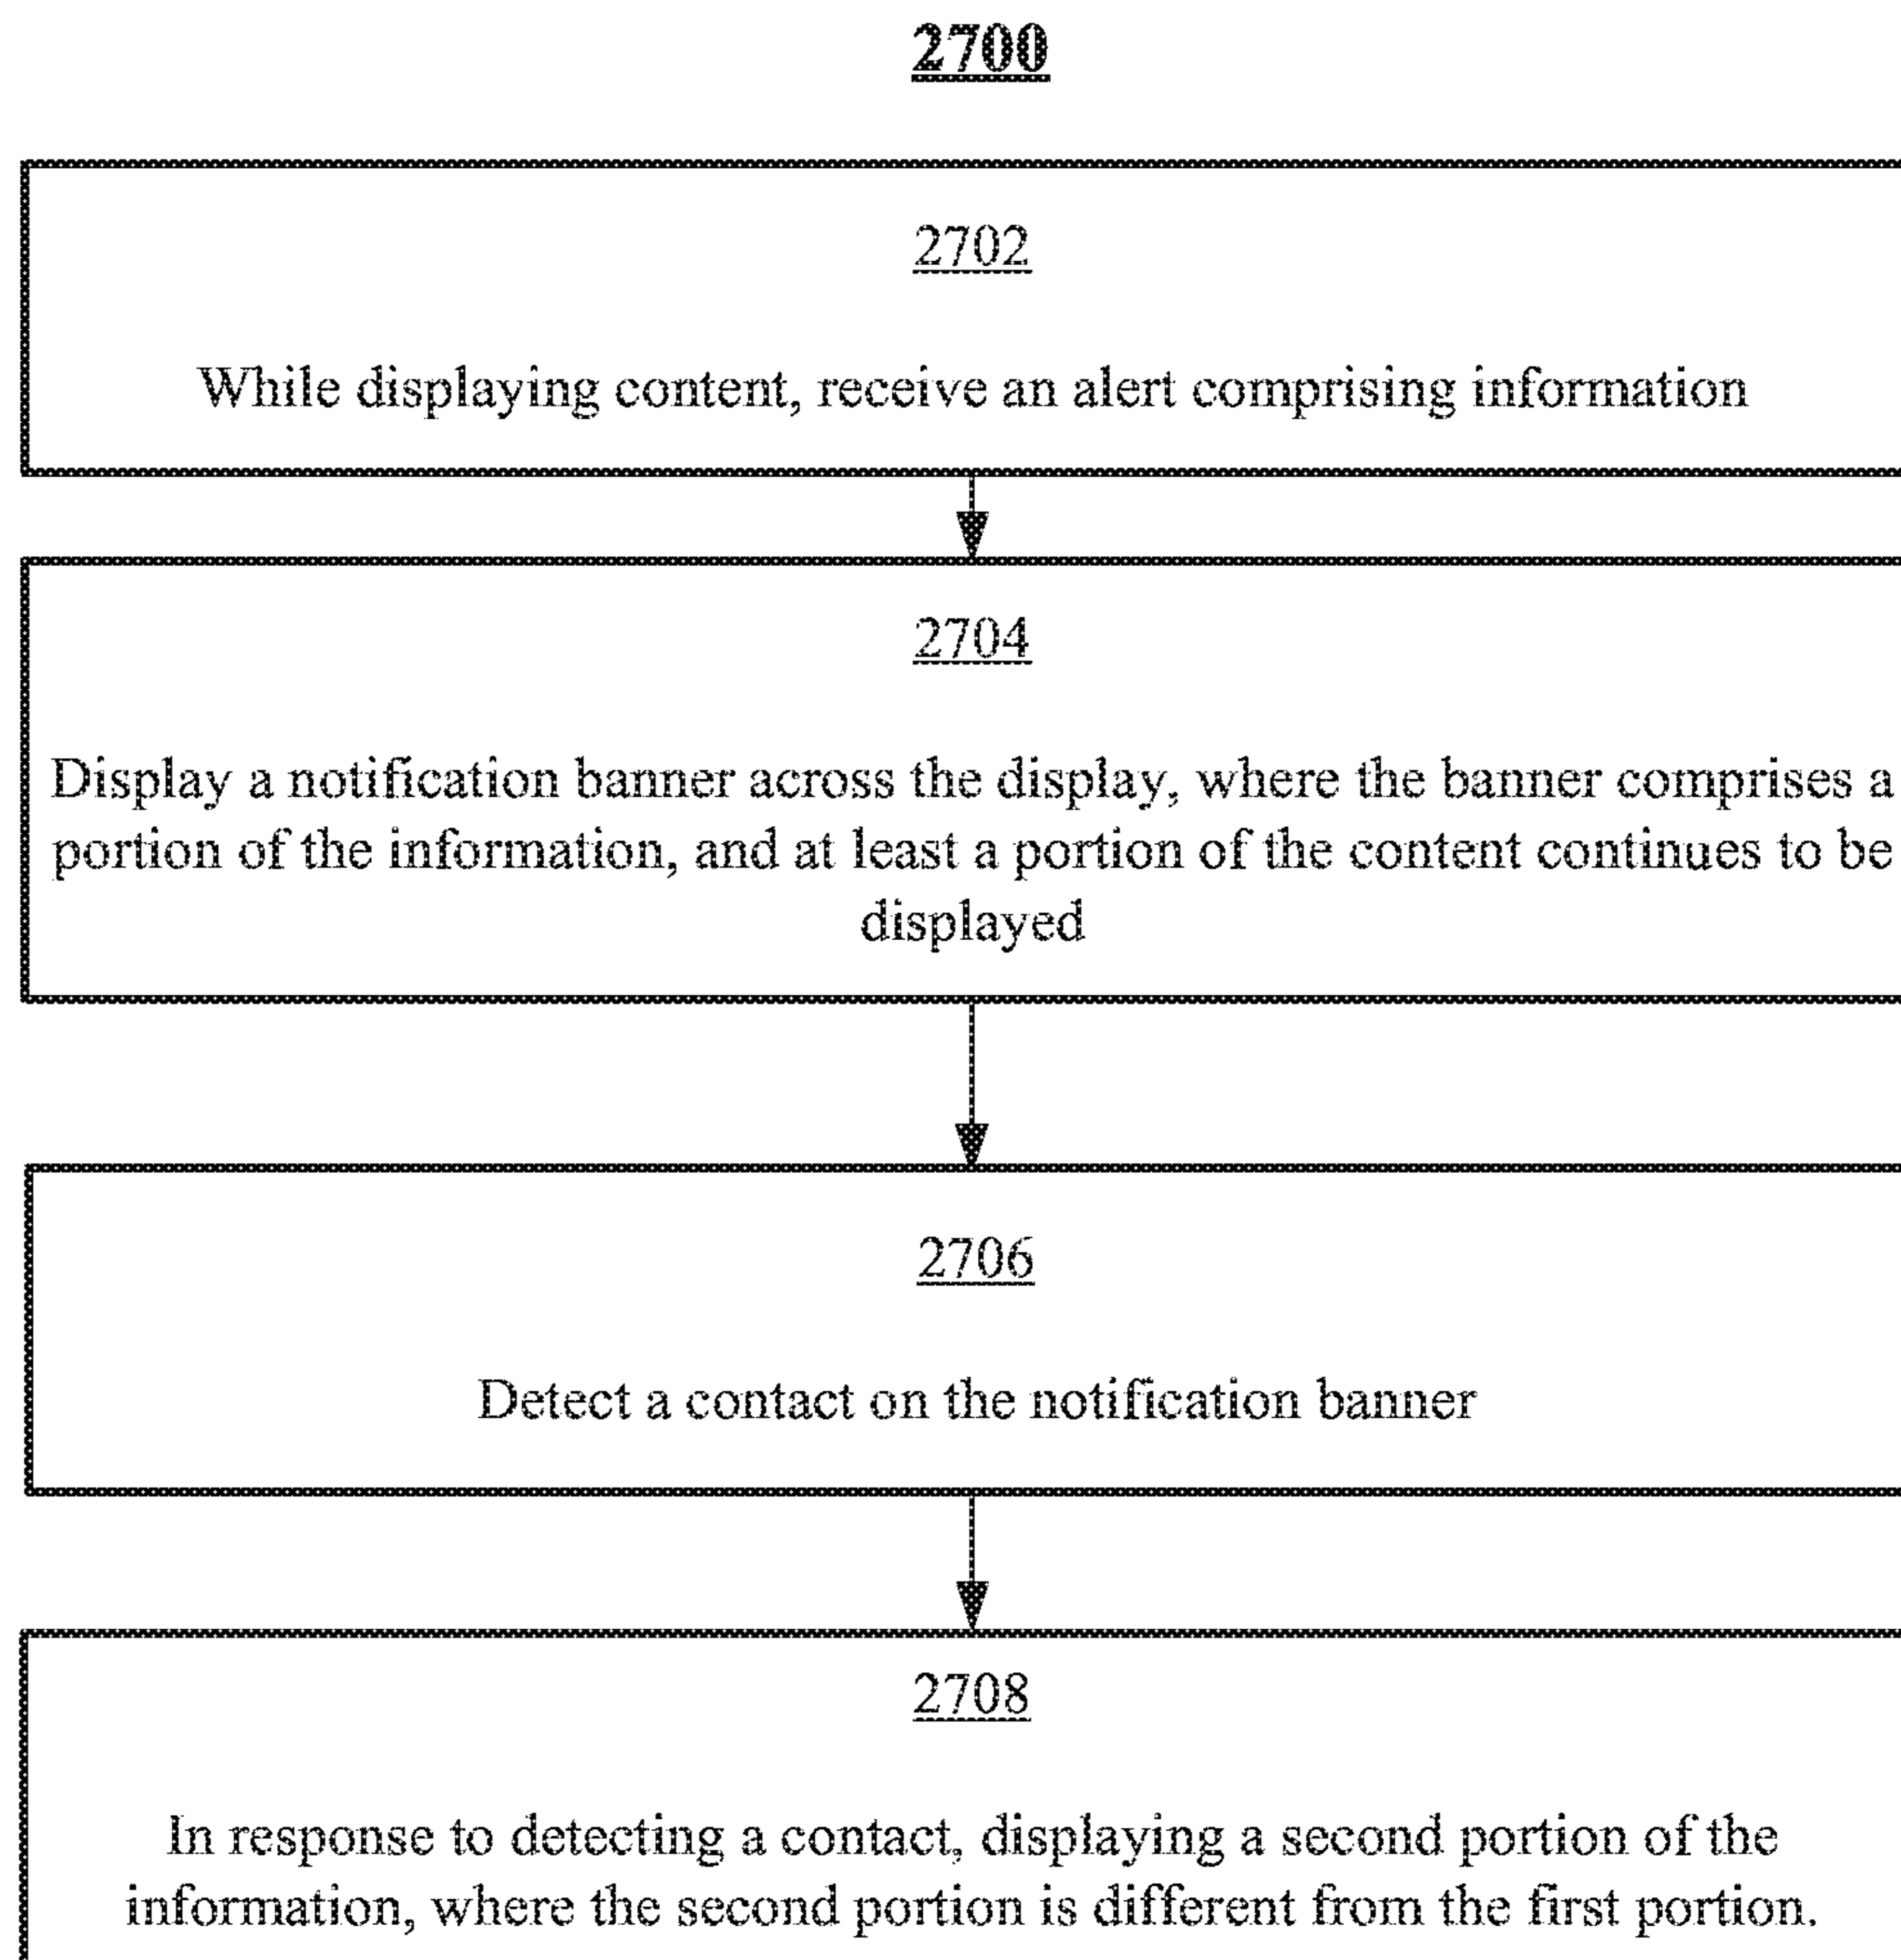 2700
2702
While displaying content, receive an alert comprising information
2704
Display a notification banner across the display, where the banner comprises a
portion of the information, and at least a portion of the content continues to be
displayed
2706
Detect a contact on the notification banner
2708
In response to detecting a contact, displaying a second portion of the
information, where the second portion is different from the first portion.